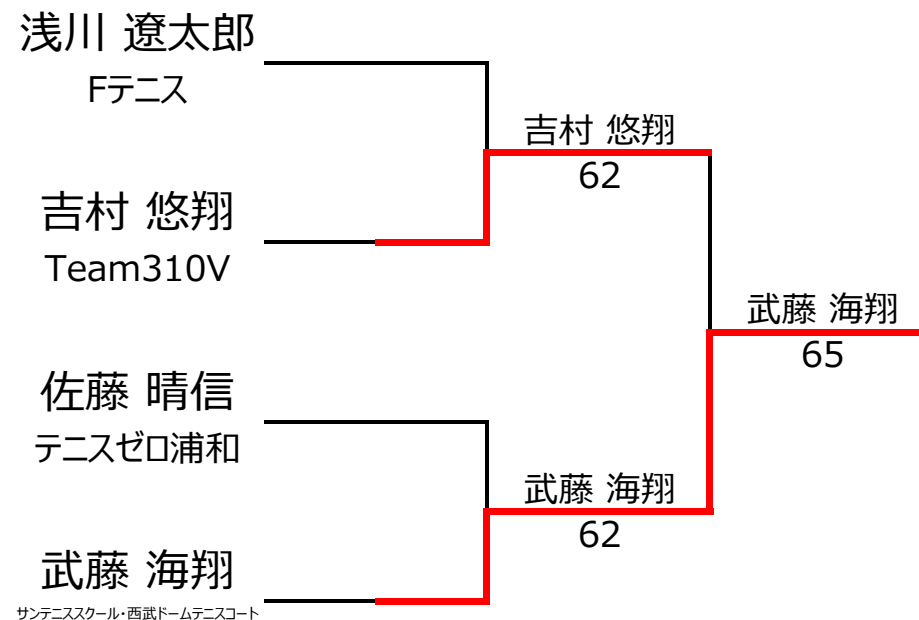 浅川 遼太郎
Fテニス
吉村 悠翔
62
吉村 悠翔
Team310V
武藤 海翔
65
佐藤 晴信
テニスゼロ浦和
武藤 海翔
62
武藤 海翔
サンテニススクール・西武ドームテニスコート